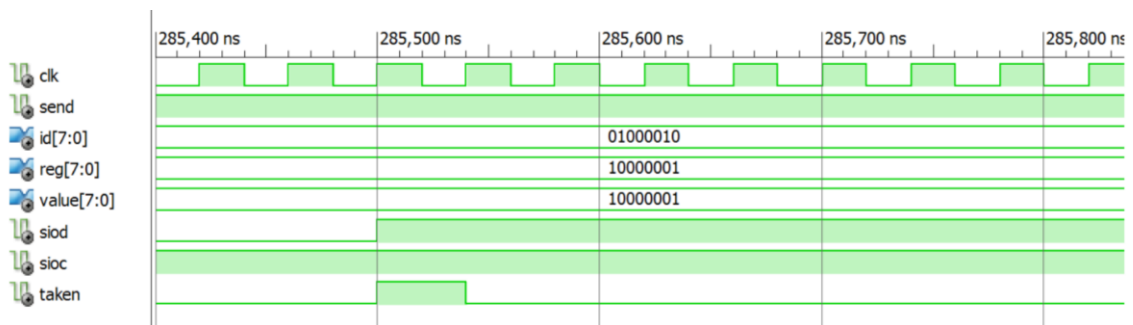 285,400 ns 285,500 ns 285,600 ns 285,700 ns 285,800 ns
clk
send
id[7:0] 01000010
reg[7:0] 10000001
value[7:0] 10000001
siod
sioc
taken